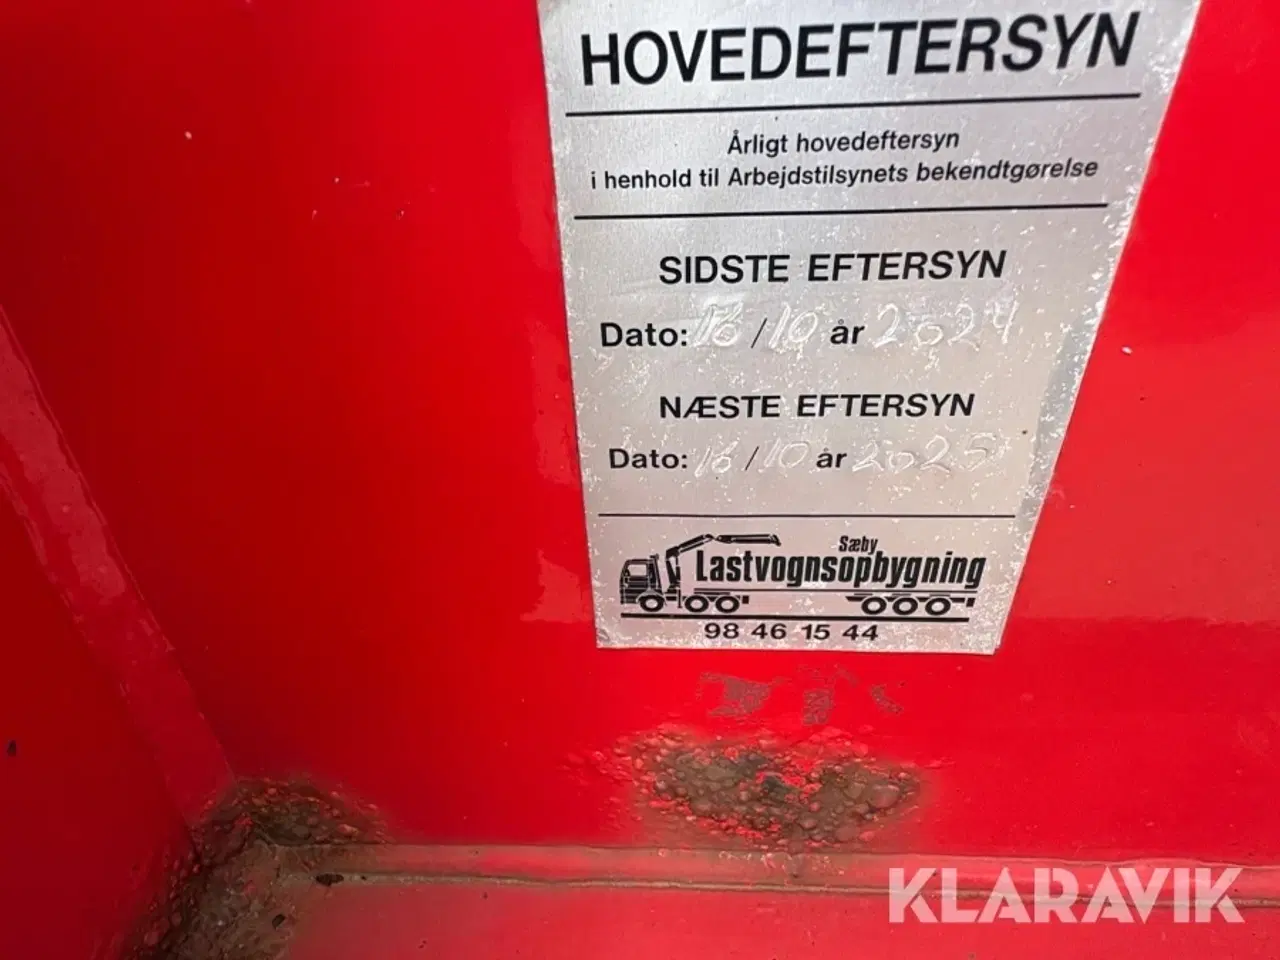 HOVEDEFTERSYN
Årligt hovedeftersyn
i henhold til Arbejdstilsynets bekendtgørelse
SIDSTE EFTERSYN
Dato: 16/10 år 2024
NÆSTE EFTERSYN
Dato: 16/10 år 2025
Sæby
Lastvognsopbygning
98 46 15 44
KLARAVIK